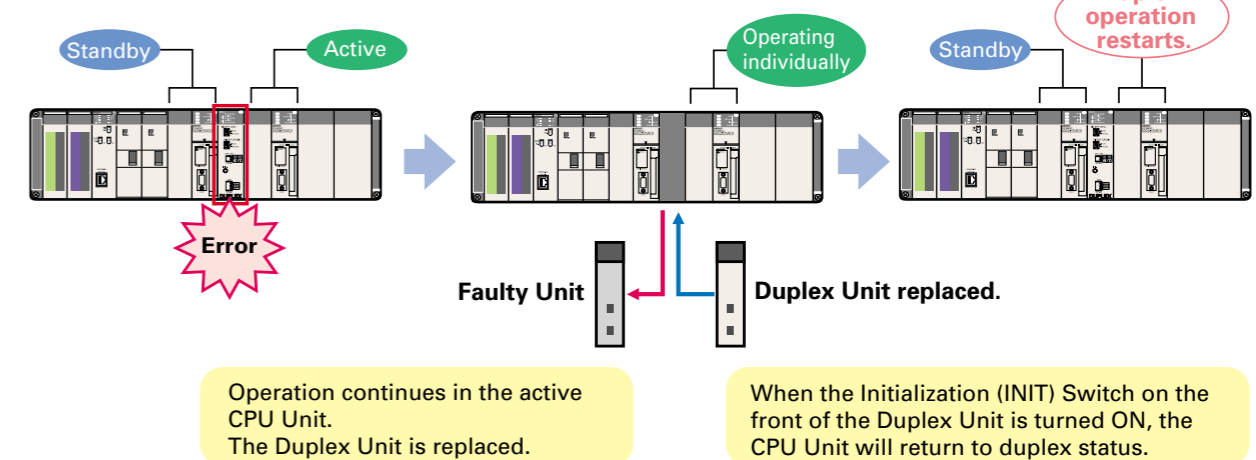 Standby
Active
Error
Operating
individually
Faulty Unit
Duplex Unit replaced.
Standby
operation
restarts.
DUPLEX
DUPLEX
Operation continues in the active
CPU Unit.
The Duplex Unit is replaced.
When the Initialization (INIT) Switch on the
front of the Duplex Unit is turned ON, the
CPU Unit will return to duplex status.